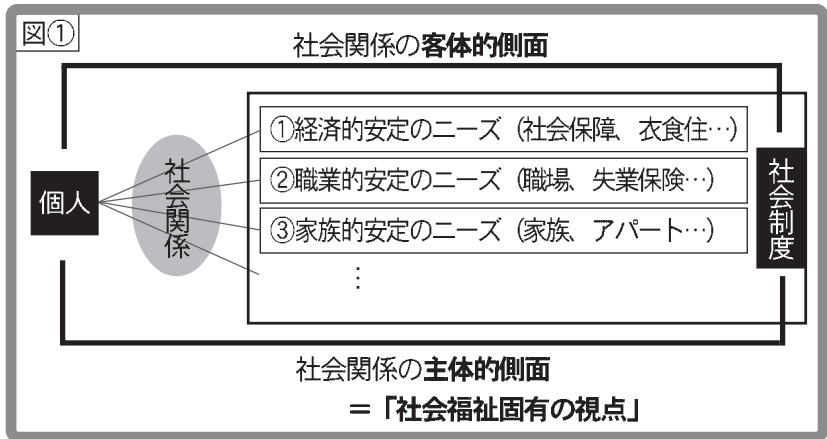 図①
社会関係の客体的側面
個人
社会関係
①経済的安定のニーズ（社会保障、衣食住…）
②職業的安定のニーズ（職場、失業保険…）
③家族的安定のニーズ（家族、アパート…）
⋮
社会制度
社会関係の主体的側面
＝「社会福祉固有の視点」